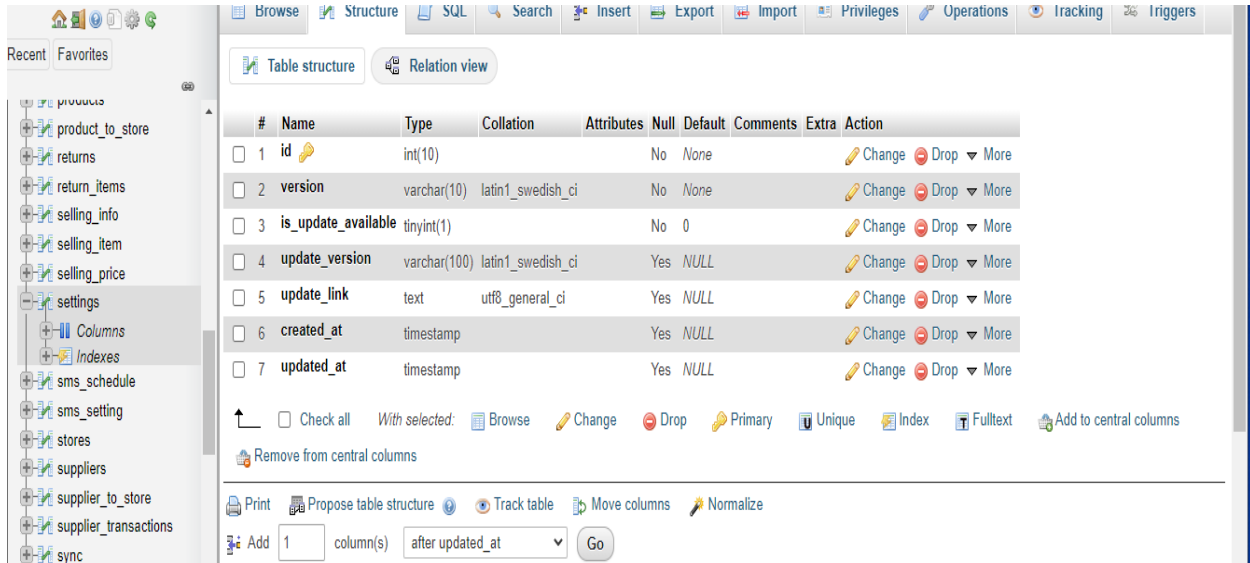 Browse Structure SQL Search Insert Export Import Privileges Operations Tracking Triggers
Recent Favorites
products
product_to_store
returns
return_items
selling_info
selling_item
selling_price
settings
Columns
Indexes
sms_schedule
sms_setting
stores
suppliers
supplier_to_store
supplier_transactions
sync
Table structure Relation view
# Name Type Collation Attributes Null Default Comments Extra Action
1 id int(10) No None Change Drop More
2 version varchar(10) latin1_swedish_ci No None Change Drop More
3 is_update_available tinyint(1) No 0 Change Drop More
4 update_version varchar(100) latin1_swedish_ci Yes NULL Change Drop More
5 update_link text utf8_general_ci Yes NULL Change Drop More
6 created_at timestamp Yes NULL Change Drop More
7 updated_at timestamp Yes NULL Change Drop More
Check all With selected: Browse Change Drop Primary Unique Index Fulltext Add to central columns
Remove from central columns
Print Propose table structure Track table Move columns Normalize
Add 1 column(s) after updated_at Go